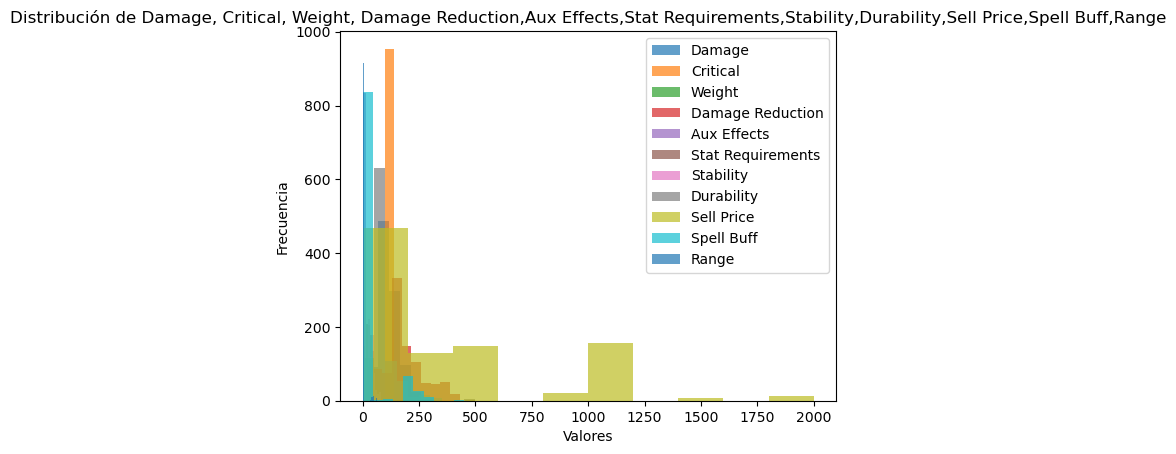 Distribución de Damage, Critical, Weight, Damage Reduction,Aux Effects,Stat Requirements,Stability,Durability,Sell Price,Spell Buff,Range
1000
800
600
400
200
0
Frecuencia
Damage
Critical
Weight
Damage Reduction
Aux Effects
Stat Requirements
Stability
Durability
Sell Price
Spell Buff
Range
0 250 500 750 1000 1250 1500 1750 2000
Valores